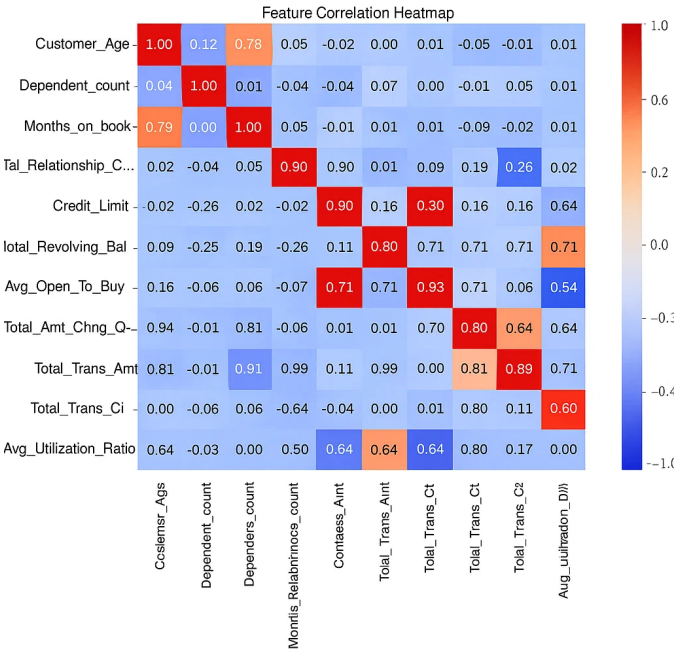 Feature Correlation Heatmap
Customer_Age 1.00 0.12 0.78 0.05 -0.02 0.00 0.01 -0.05 -0.01 0.01
Dependent_count 0.04 1.00 0.01 -0.04 -0.04 0.07 0.00 -0.01 0.05 0.01
Months_on_book 0.79 0.00 1.00 0.05 -0.01 0.01 0.01 -0.09 -0.02 0.01
Tal_Relationship_C... 0.02 -0.04 0.05 0.90 0.90 0.01 0.09 0.19 0.26 0.02
Credit_Limit -0.02 -0.26 0.02 -0.02 0.90 0.16 0.30 0.16 0.16 0.64
Iotal_Revolving_Bal 0.09 -0.25 0.19 -0.26 0.11 0.80 0.71 0.71 0.71 0.71
Avg_Open_To_Buy 0.16 -0.06 0.06 -0.07 0.71 0.71 0.93 0.71 0.06 0.54
Total_Amt_Chng_Q-. 0.94 -0.01 0.81 -0.06 0.01 0.01 0.70 0.80 0.64 0.64
Total_Trans_Amt 0.81 -0.01 0.91 0.99 0.11 0.99 0.00 0.81 0.89 0.71
Total_Trans_Ci 0.00 -0.06 0.06 -0.64 -0.04 0.00 0.01 0.80 0.11 0.60
Avg_Utilization_Ratio 0.64 -0.03 0.00 0.50 0.64 0.64 0.64 0.80 0.17 0.00
Dependent_count
Dependers_count
Contaess_Aınt
Tolal_Trans_Aınt
Tolal_Trans_Ct
Tolal_Trans_Ct
Tolal_Trans_C2
1.0
0.6
0.2
0.0
-0.3
-0.4
-1.0